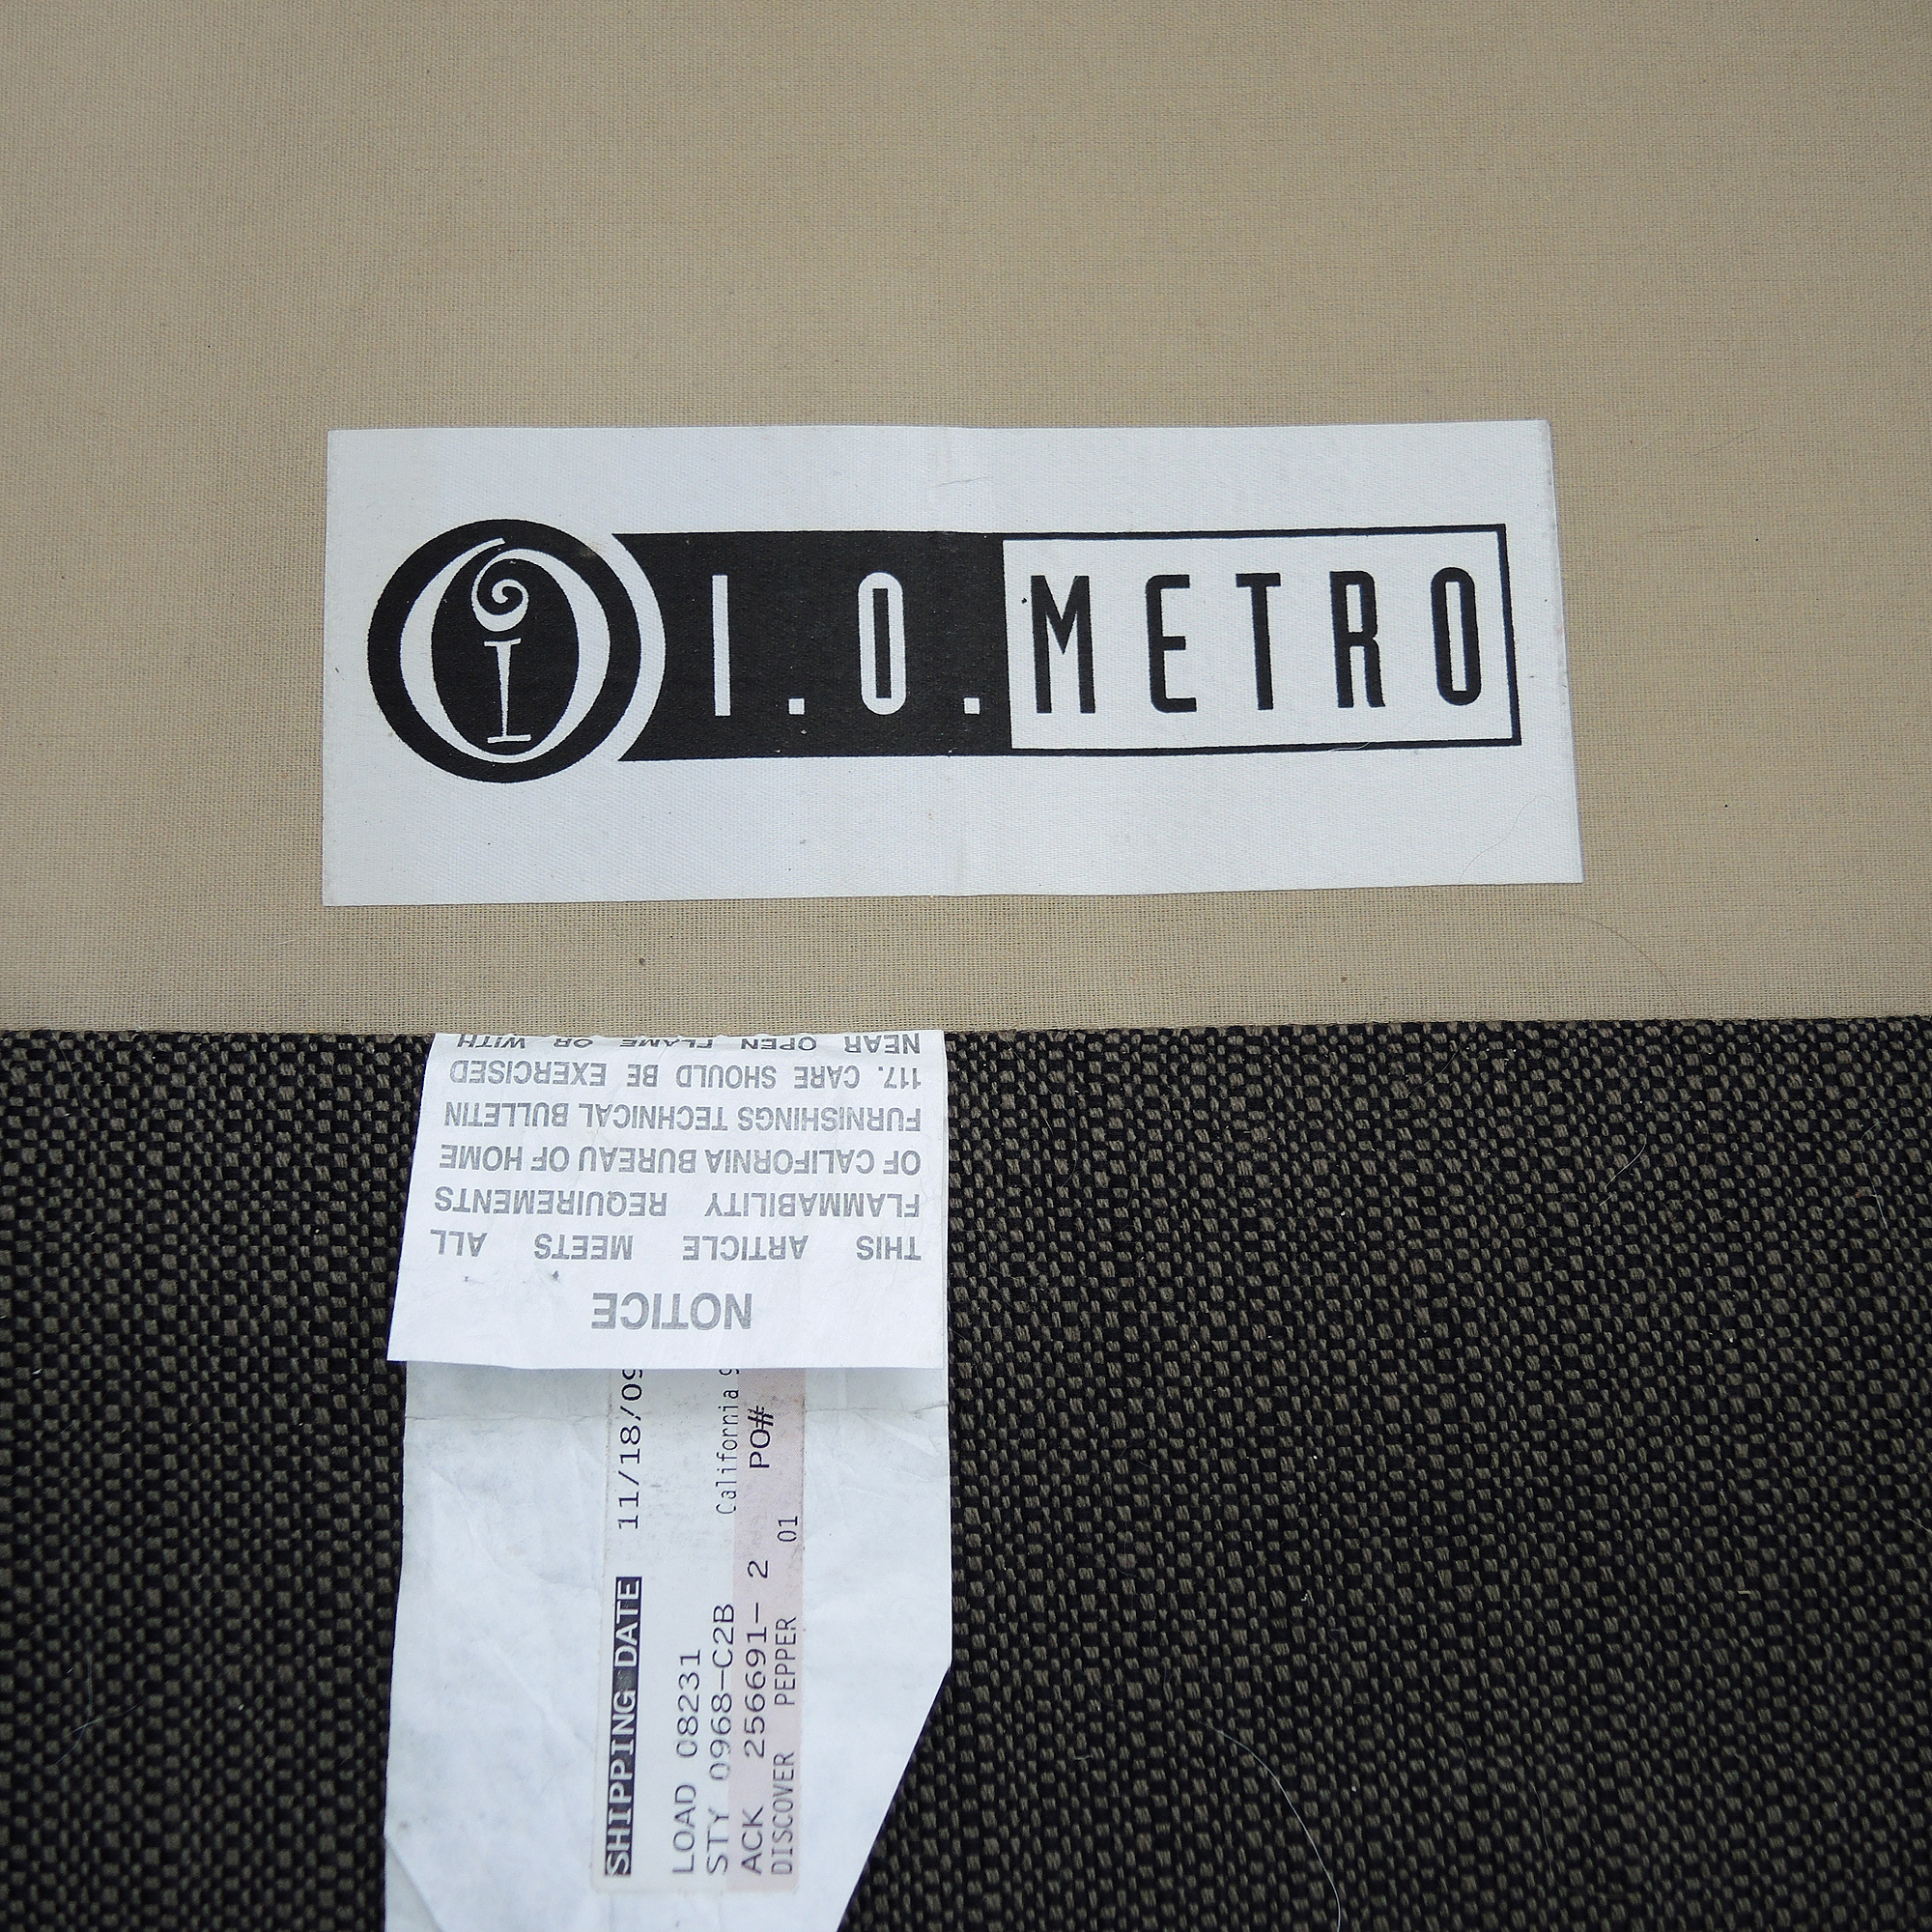 I.O.METRO
NOTICE
THIS ARTICLE MEETS ALL
FLAMMABILITY REQUIREMENTS
OF CALIFORNIA BUREAU OF HOME
FURNISHINGS TECHNICAL BULLETIN
117. CARE SHOULD BE EXERCISED
NEAR OPEN FLAME OR WITH
SHIPPING DATE 11/18/09
LOAD 08231
STY 0968-C2B California
ACK 256691- 2 PO#
DISCOVER PEPPER 01